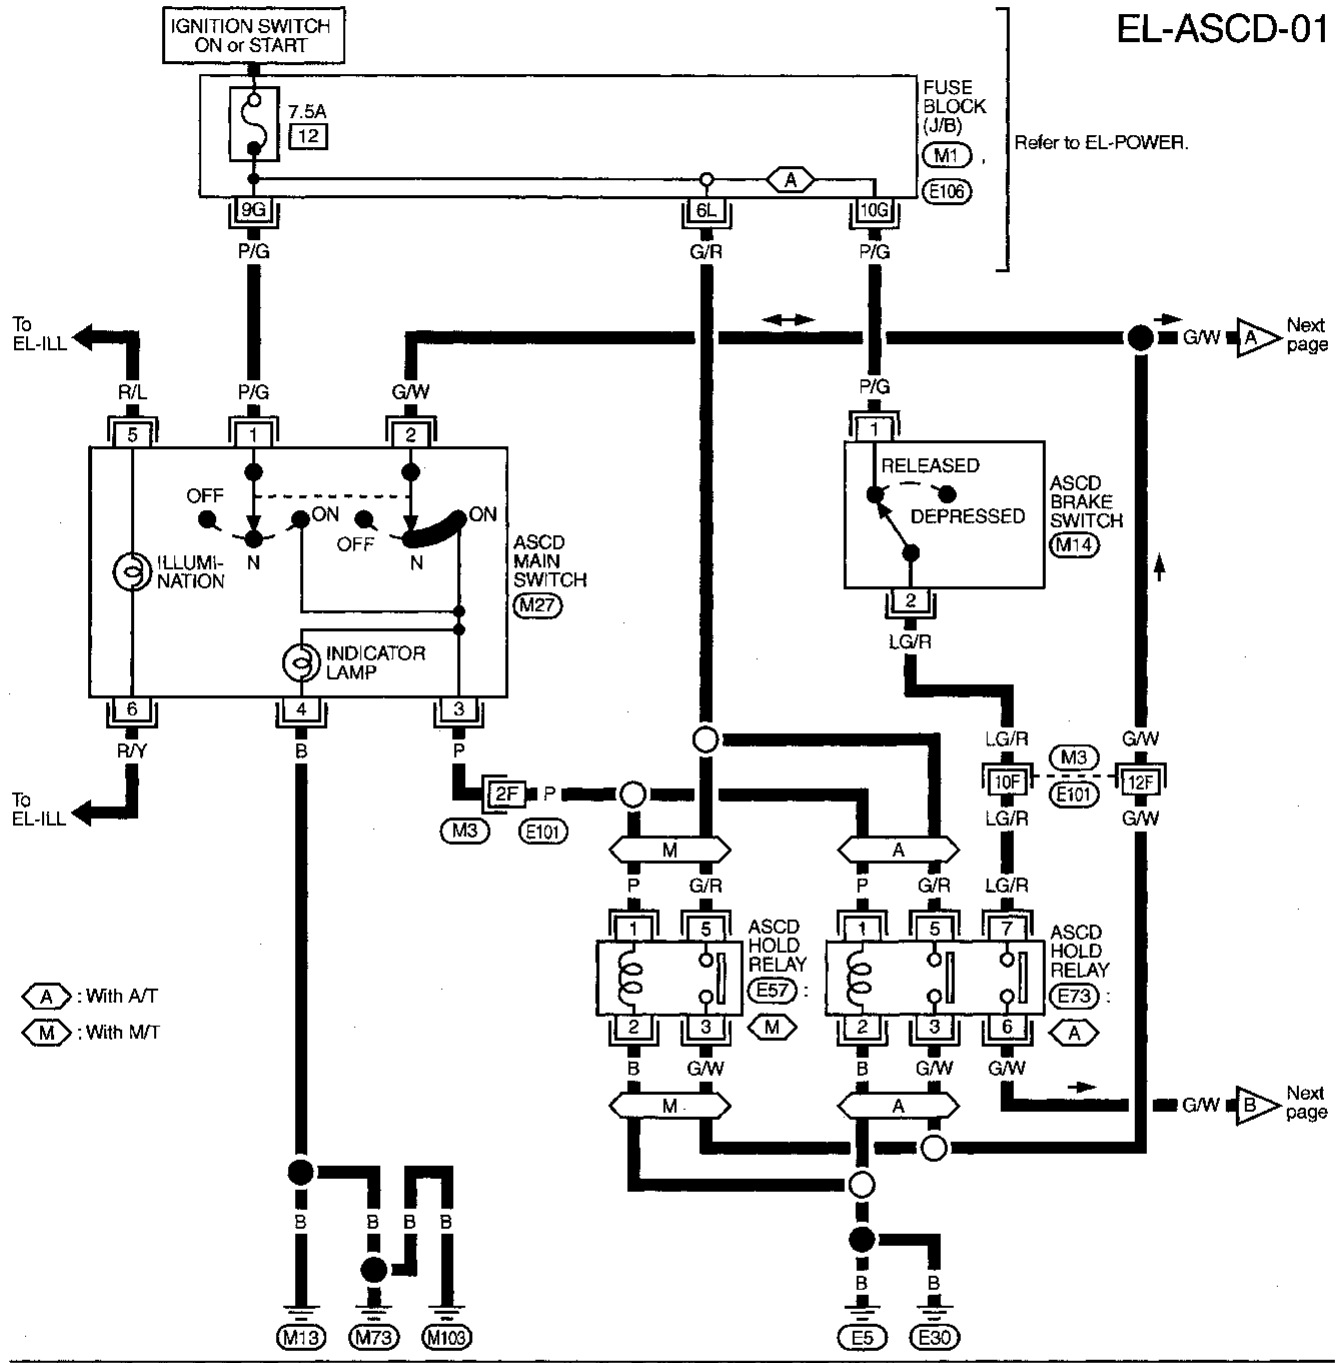 EL-ASCD-01
IGNITION SWITCH
ON or START
7.5A
12
FUSE
BLOCK
(J/B)
M1 ,
E106
Refer to EL-POWER.
A
9G
6L
10G
P/G
G/R
P/G
To
EL-ILL
G/W
A
Next
page
R/L
P/G
G/W
P/G
5
1
2
1
OFF
ON
N
OFF
ON
N
ILLUMI-
NATION
INDICATOR
LAMP
ASCD
MAIN
SWITCH
M27
RELEASED
DEPRESSED
ASCD
BRAKE
SWITCH
M14
2
LG/R
6
4
3
R/Y
B
P
To
EL-ILL
2F
P
M3
E101
LG/R
M3
G/W
10F
E101
12F
LG/R
G/W
M
A
P
G/R
P
G/R
LG/R
1
5
ASCD
HOLD
RELAY
E57 :
M
1
5
7
ASCD
HOLD
RELAY
E73 :
A
2
3
2
3
6
A : With A/T
M : With M/T
B
G/W
B
G/W
G/W
M
A
G/W
B
Next
page
B
B
B
B
B
B
M13
M73
M103
E5
E30